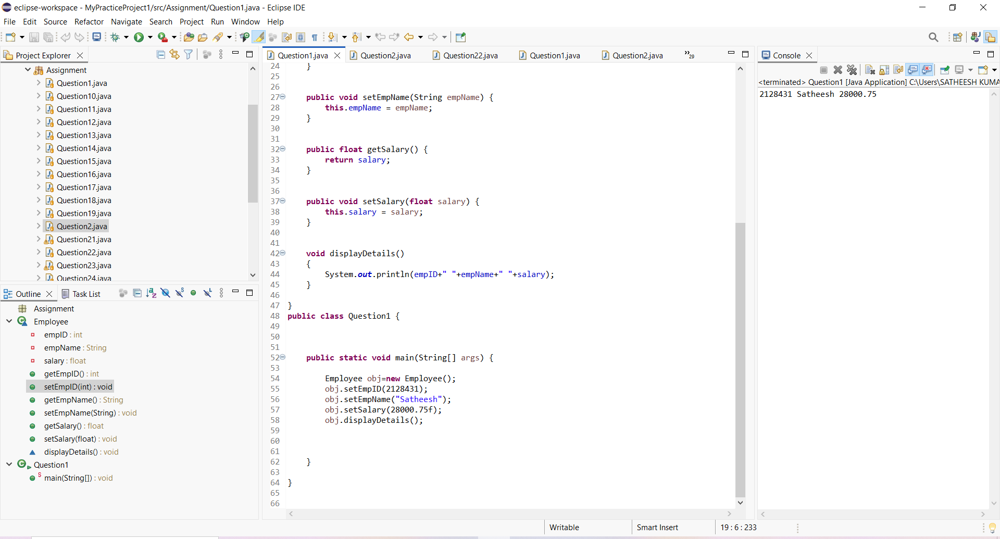 eclipse-workspace - MyPracticeProject1/src/Assignment/Question1.java - Eclipse IDE
File Edit Source Refactor Navigate Search Project Run Window Help
Project Explorer
Assignment
Question1.java
Question10.java
Question11.java
Question12.java
Question13.java
Question14.java
Question15.java
Question16.java
Question17.java
Question18.java
Question19.java
Question2.java
Question21.java
Question22.java
Question23.java
Question24.java
Outline Task List
Assignment
Employee
empID : int
empName : String
salary : float
getEmpID() : int
setEmpID(int) : void
getEmpName() : String
setEmpName(String) : void
getSalary() : float
setSalary(float) : void
displayDetails() : void
Question1
main(String[]) : void
Question1.java Question2.java Question22.java Question1.java Question2.java »29
24 }
25
26
27 public void setEmpName(String empName) {
28 this.empName = empName;
29 }
30
31
32 public float getSalary() {
33 return salary;
34 }
35
36
37 public void setSalary(float salary) {
38 this.salary = salary;
39 }
40
41
42 void displayDetails()
43 {
44 System.out.println(empID+" "+empName+" "+salary);
45 }
46
47 }
48 public class Question1 {
49
50
51
52 public static void main(String[] args) {
53
54 Employee obj=new Employee();
55 obj.setEmpID(2128431);
56 obj.setEmpName("Satheesh");
57 obj.setSalary(28000.75f);
58 obj.displayDetails();
59
60
61
62 }
63
64 }
65
66
Console
<terminated> Question1 [Java Application] C:\Users\SATHEESH KUMA
2128431 Satheesh 28000.75
Writable Smart Insert 19 : 6 : 233